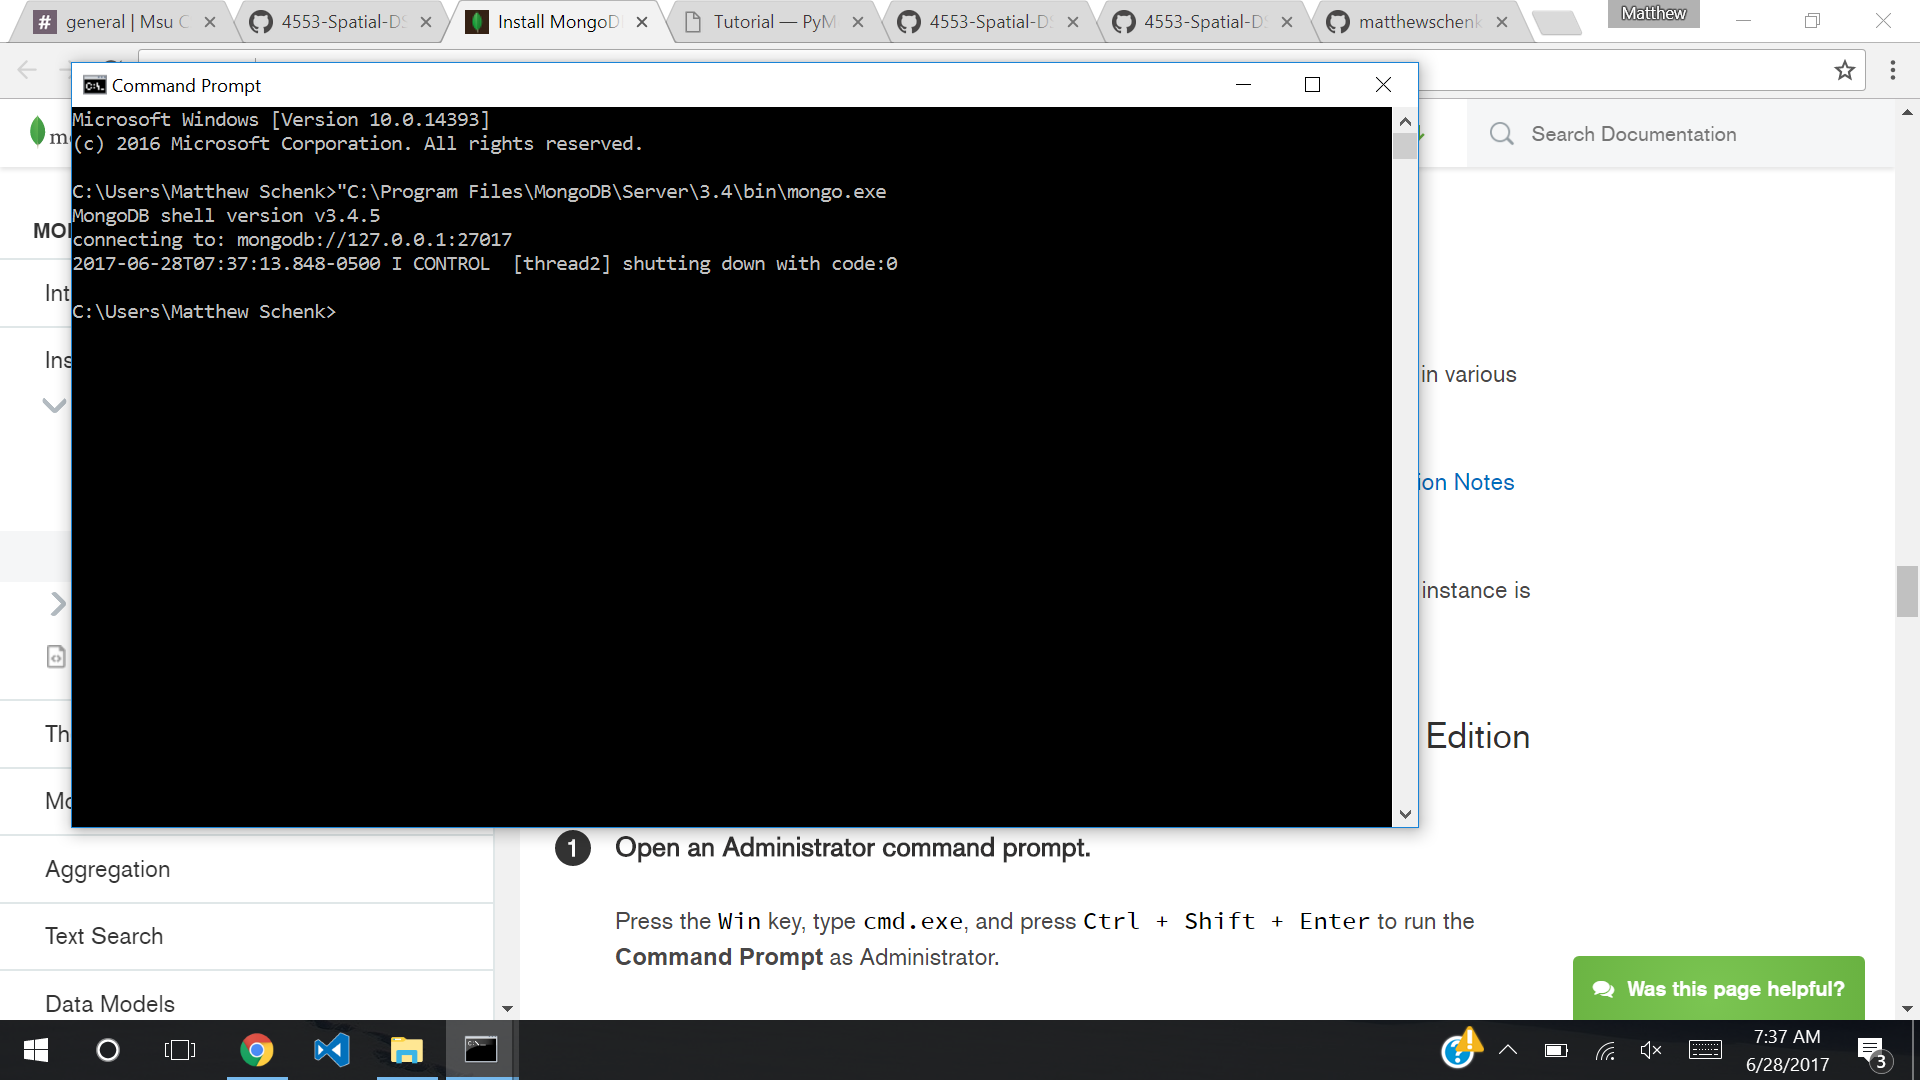 general | Msu C
4553-Spatial-DS
Install MongoD
Tutorial — PyM
4553-Spatial-DS
4553-Spatial-DS
matthewschenk
Matthew
Command Prompt
Microsoft Windows [Version 10.0.14393]
(c) 2016 Microsoft Corporation. All rights reserved.
C:\Users\Matthew Schenk>"C:\Program Files\MongoDB\Server\3.4\bin\mongo.exe
MongoDB shell version v3.4.5
connecting to: mongodb://127.0.0.1:27017
2017-06-28T07:37:13.848-0500 I CONTROL  [thread2] shutting down with code:0
C:\Users\Matthew Schenk>
Search Documentation
Int
Ins
in various
ion Notes
instance is
Th
Edition
Aggregation
Text Search
Data Models
1 Open an Administrator command prompt.
Press the Win key, type cmd.exe, and press Ctrl + Shift + Enter to run the
Command Prompt as Administrator.
Was this page helpful?
7:37 AM
6/28/2017
3